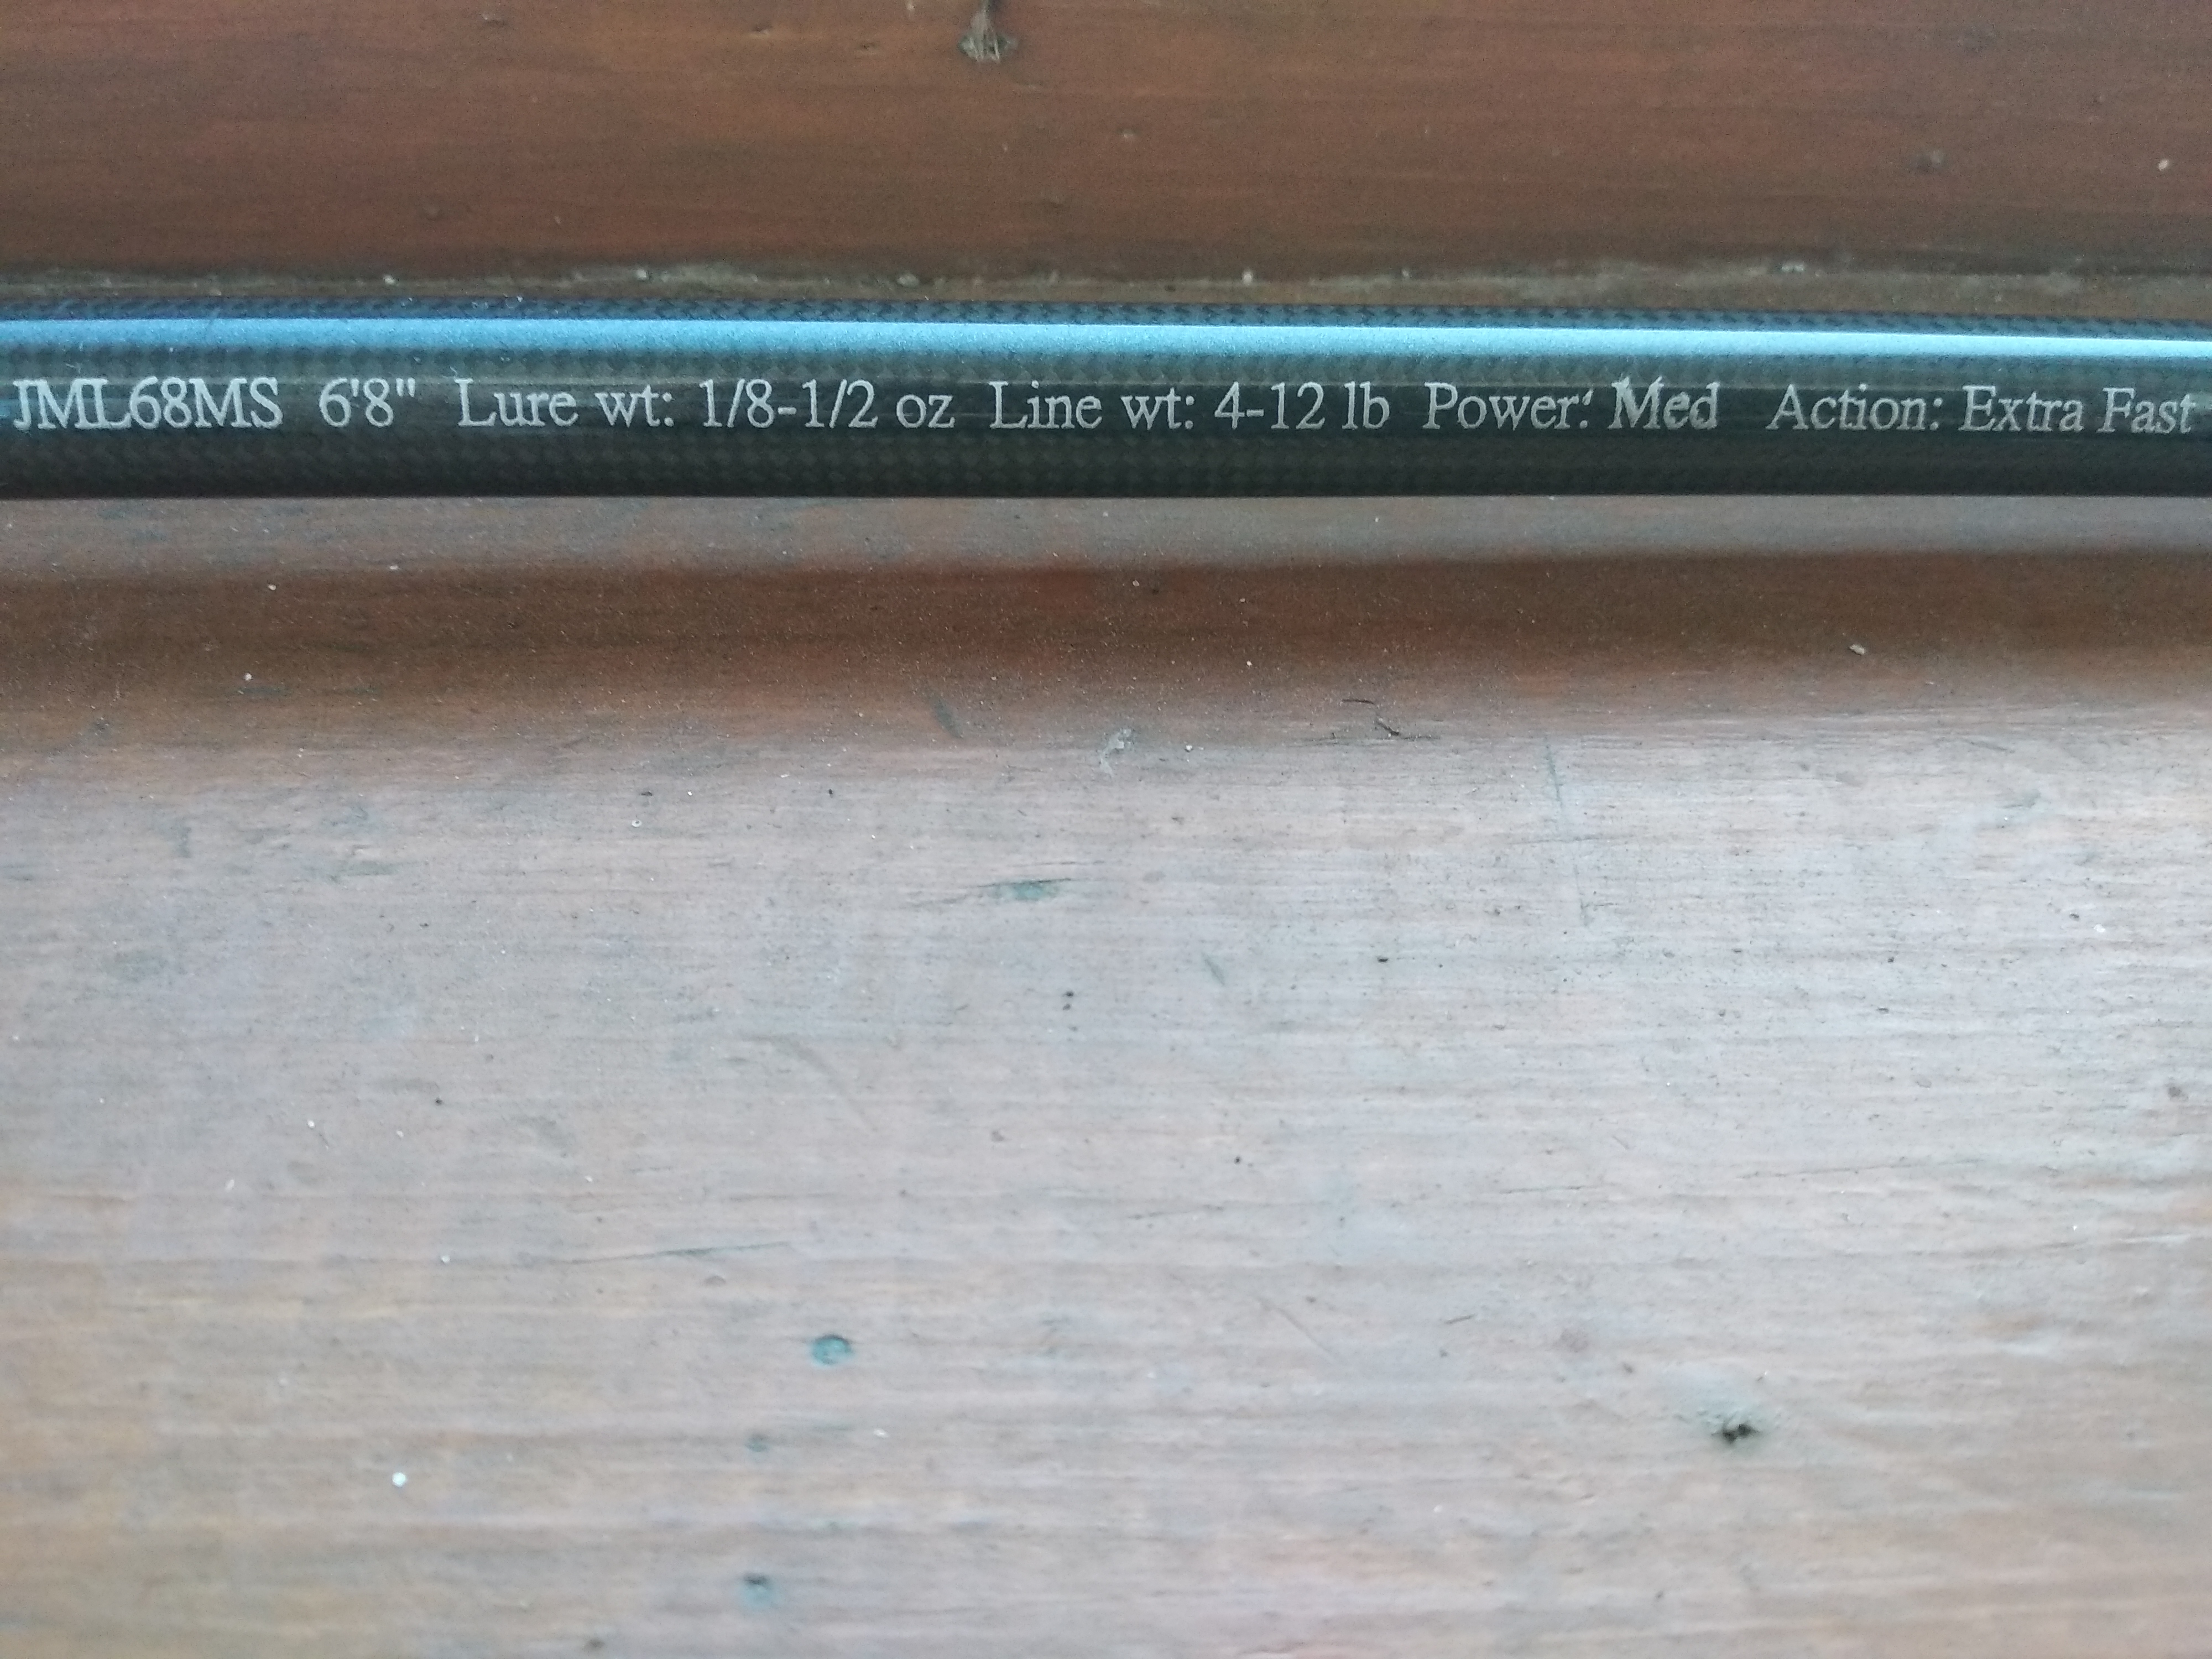 JML68MS 6'8" Lure wt: 1/8-1/2 oz Line wt: 4-12 lb Power: Med Action: Extra Fast